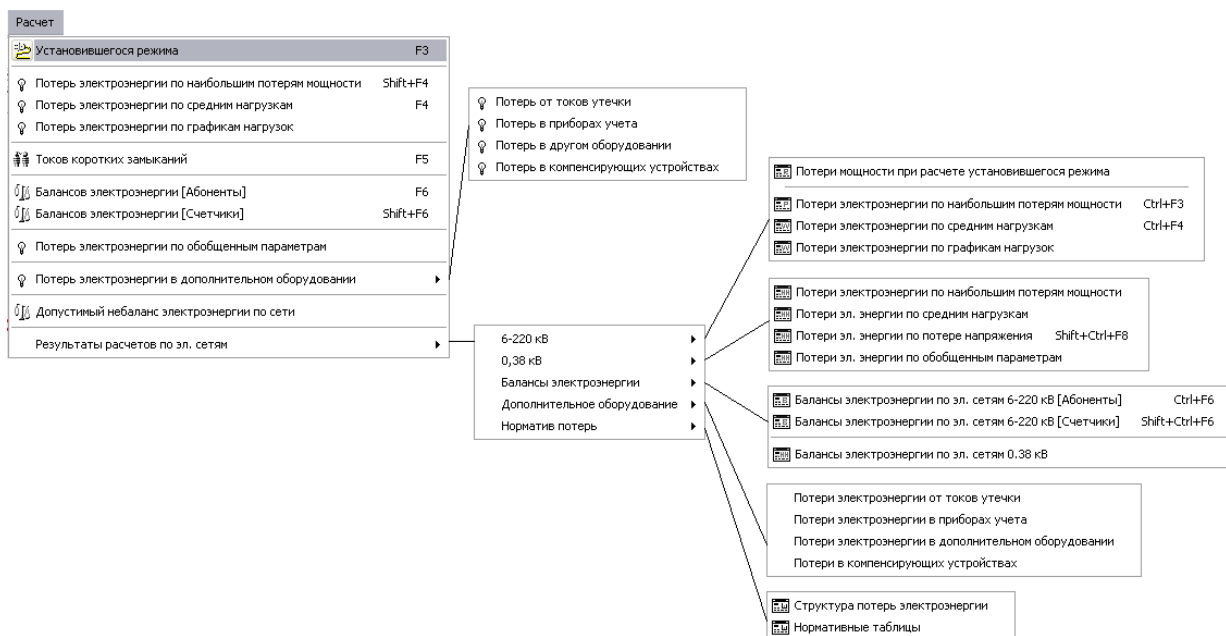 Расчет
Установившегося режима F3
Потерь электроэнергии по наибольшим потерям мощности Shift+F4
Потерь электроэнергии по средним нагрузкам F4
Потерь электроэнергии по графикам нагрузок
Токов коротких замыканий F5
Балансов электроэнергии [Абоненты] F6
Балансов электроэнергии [Счетчики] Shift+F6
Потерь электроэнергии по обобщенным параметрам
Потерь электроэнергии в дополнительном оборудовании
Допустимый небаланс электроэнергии по сети
Результаты расчетов по эл. сетям
Потерь от токов утечки
Потерь в приборах учета
Потерь в другом оборудовании
Потерь в компенсирующих устройствах
6-220 кВ
0,38 кВ
Балансы электроэнергии
Дополнительное оборудование
Норматив потерь
Потери мощности при расчете установившегося режима
Потери электроэнергии по наибольшим потерям мощности Ctrl+F3
Потери электроэнергии по средним нагрузкам Ctrl+F4
Потери электроэнергии по графикам нагрузок
Потери электроэнергии по наибольшим потерям мощности
Потери эл. энергии по средним нагрузкам
Потери эл. энергии по потере напряжения Shift+Ctrl+F8
Потери эл. энергии по обобщенным параметрам
Балансы электроэнергии по эл. сетям 6-220 кВ [Абоненты] Ctrl+F6
Балансы электроэнергии по эл. сетям 6-220 кВ [Счетчики] Shift+Ctrl+F6
Балансы электроэнергии по эл. сетям 0.38 кВ
Потери электроэнергии от токов утечки
Потери электроэнергии в приборах учета
Потери электроэнергии в дополнительном оборудовании
Потери в компенсирующих устройствах
Структура потерь электроэнергии
Нормативные таблицы